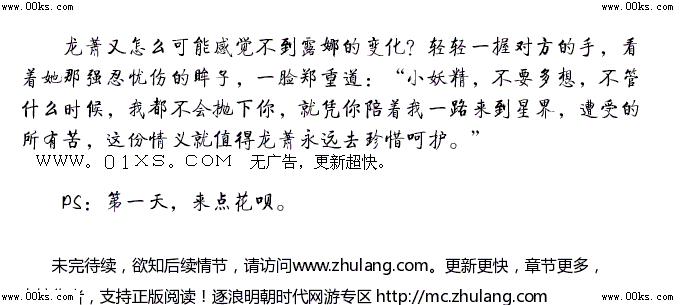 www.00ks.com www.00ks.com
龙萧又怎么可能感觉不到露娜的变化？轻轻一握对方的手，看
着她那强忍忧伤的眸子，一脸郑重道：“小妖精，不要多想，不管
什么时候，我都不会抛下你，就凭你陪着我一路来到星界，遭受的
所有苦，这份情义就值得龙萧永远去珍惜呵护。”
WWW。01XS。COM 无广告，更新超快。
PS：第一天，来点花呗。
未完待续，欲知后续情节，请访问www.zhulang.com。更新更快，章节更多，
，支持正版阅读！逐浪明朝时代网游专区 http://mc.zhulang.com
www.00ks.com www.00ks.com